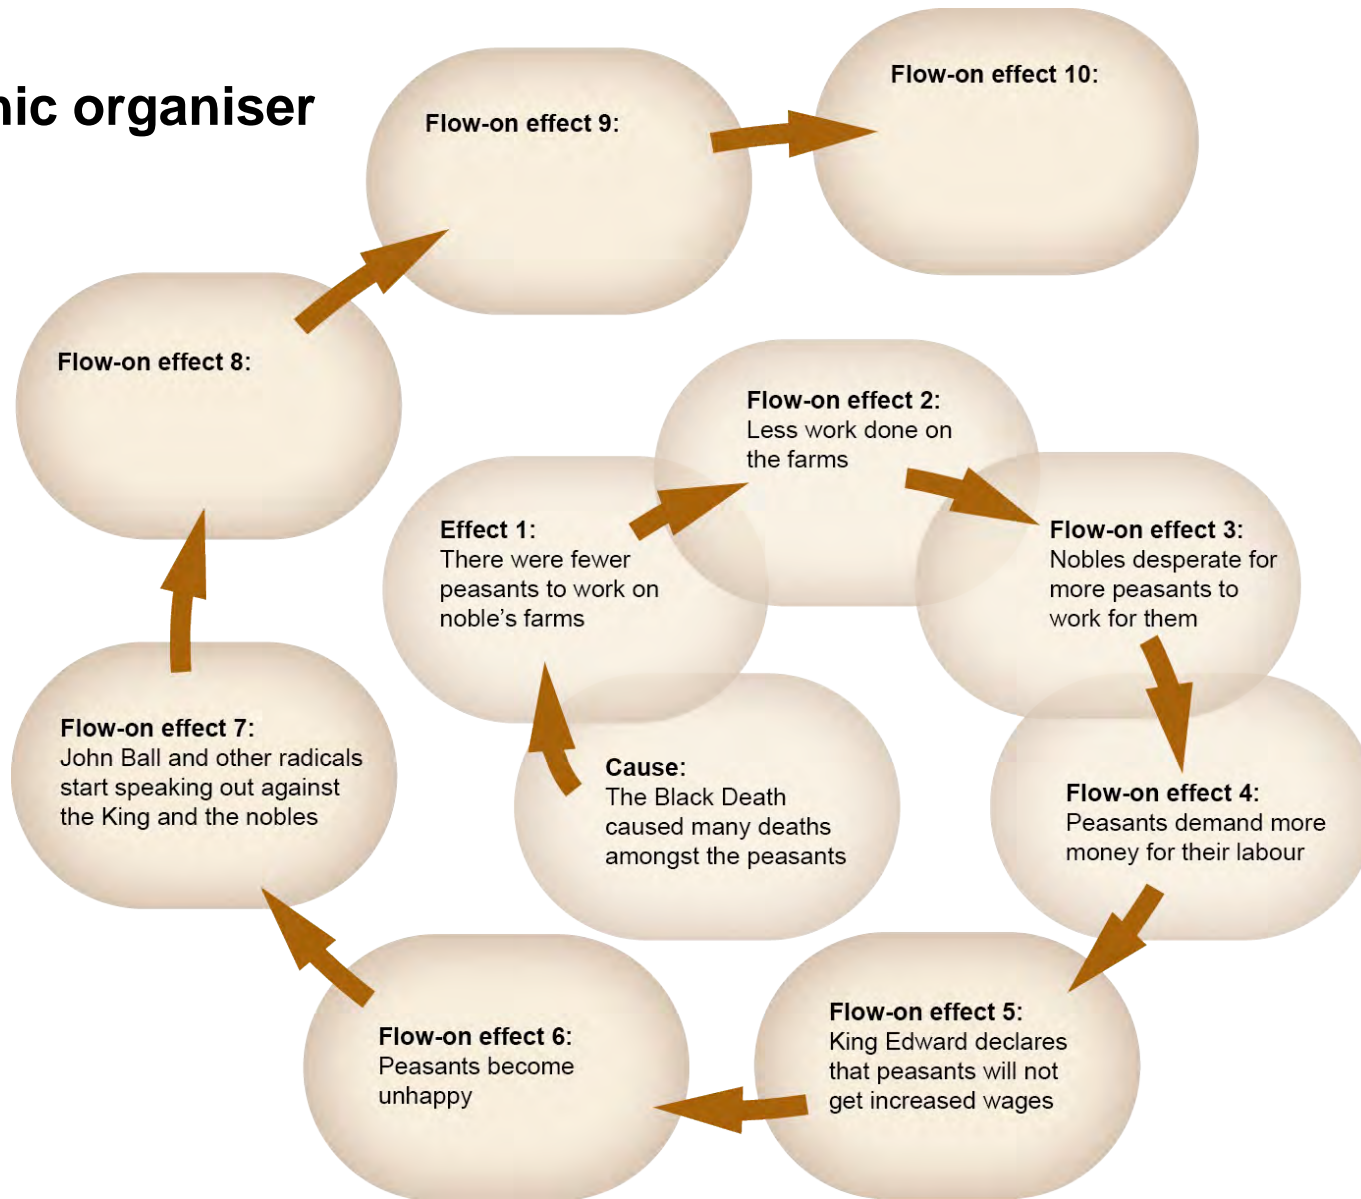 nic organiser
Flow-on effect 10:
Flow-on effect 9:
Flow-on effect 8:
Flow-on effect 2:
Less work done on
the farms
Effect 1:
There were fewer
peasants to work on
noble's farms
Flow-on effect 3:
Nobles desperate for
more peasants to
work for them
Flow-on effect 7:
John Ball and other radicals
start speaking out against
the King and the nobles
Cause:
The Black Death
caused many deaths
amongst the peasants
Flow-on effect 4:
Peasants demand more
money for their labour
Flow-on effect 6:
Peasants become
unhappy
Flow-on effect 5:
King Edward declares
that peasants will not
get increased wages